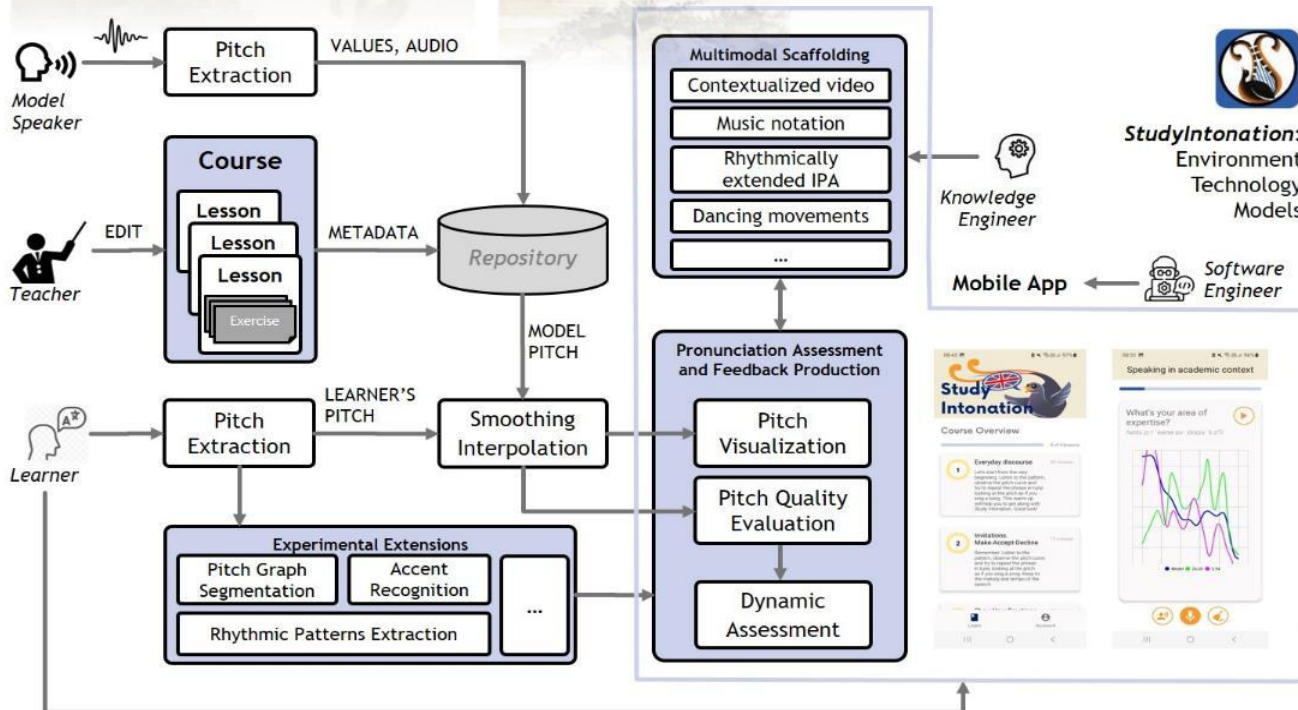 Model
Speaker
Pitch
Extraction
VALUES, AUDIO
Teacher
EDIT
Course
Lesson
Lesson
Lesson
Exercise
METADATA
Repository
MODEL
PITCH
Learner
Pitch
Extraction
LEARNER'S
PITCH
Smoothing
Interpolation
Experimental Extensions
Pitch Graph
Segmentation
Accent
Recognition
...
Rhythmic Patterns Extraction
Multimodal Scaffolding
Contextualized video
Music notation
Rhythmically
extended IPA
Dancing movements
...
Pronunciation Assessment
and Feedback Production
Pitch
Visualization
Pitch Quality
Evaluation
Dynamic
Assessment
Knowledge
Engineer
StudyIntonation:
Environment
Technology
Models
Mobile App
Software
Engineer
Study
Intonation
Course Overview
1
Everyday discourse
2
Invitations.
Make-Accept-Decline
Speaking in academic context
What's your area of
expertise?